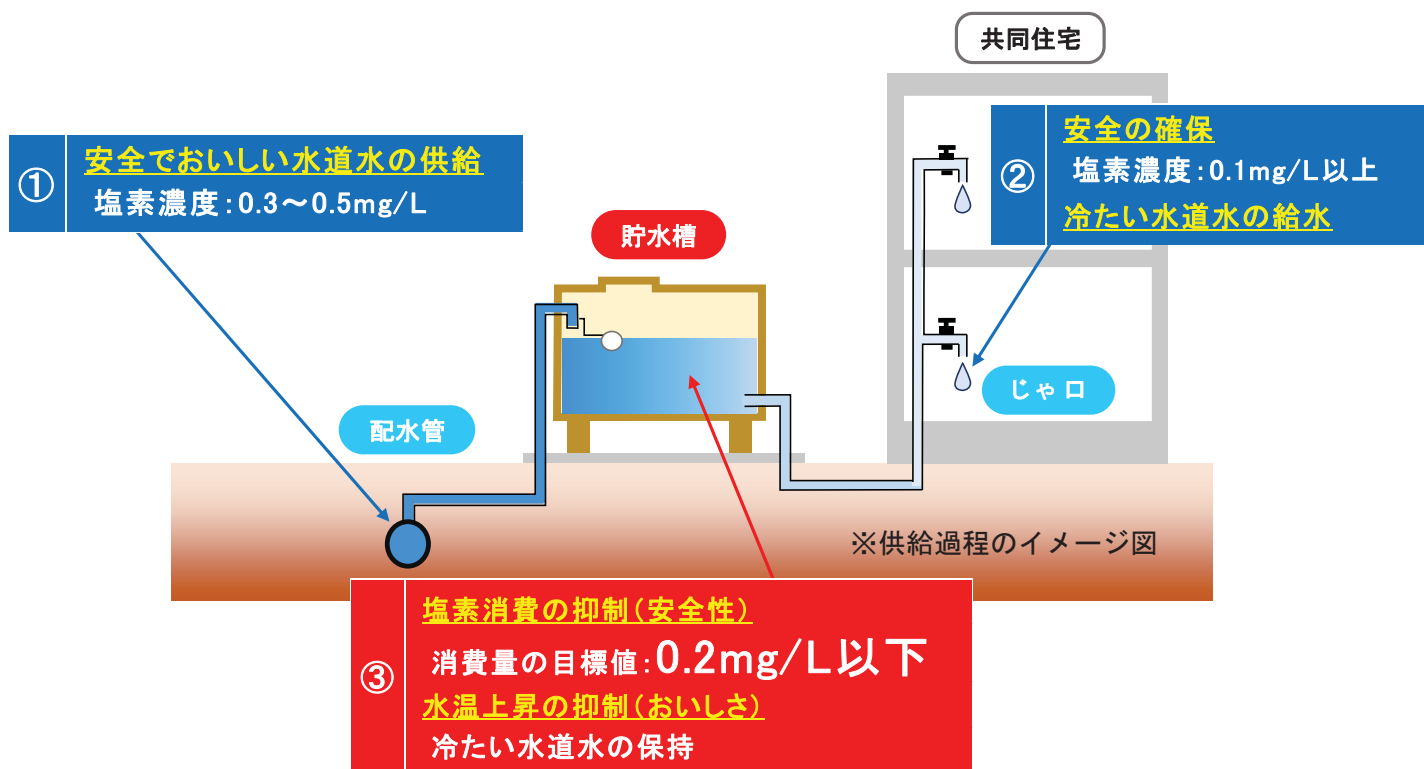 共同住宅
①
安全でおいしい水道水の供給
塩素濃度:0.3～0.5mg/L
②
安全の確保
塩素濃度:0.1mg/L以上
冷たい水道水の給水
貯水槽
じゃ口
配水管
※供給過程のイメージ図
③
塩素消費の抑制(安全性)
消費量の目標値:0.2mg/L以下
水温上昇の抑制(おいしさ)
冷たい水道水の保持